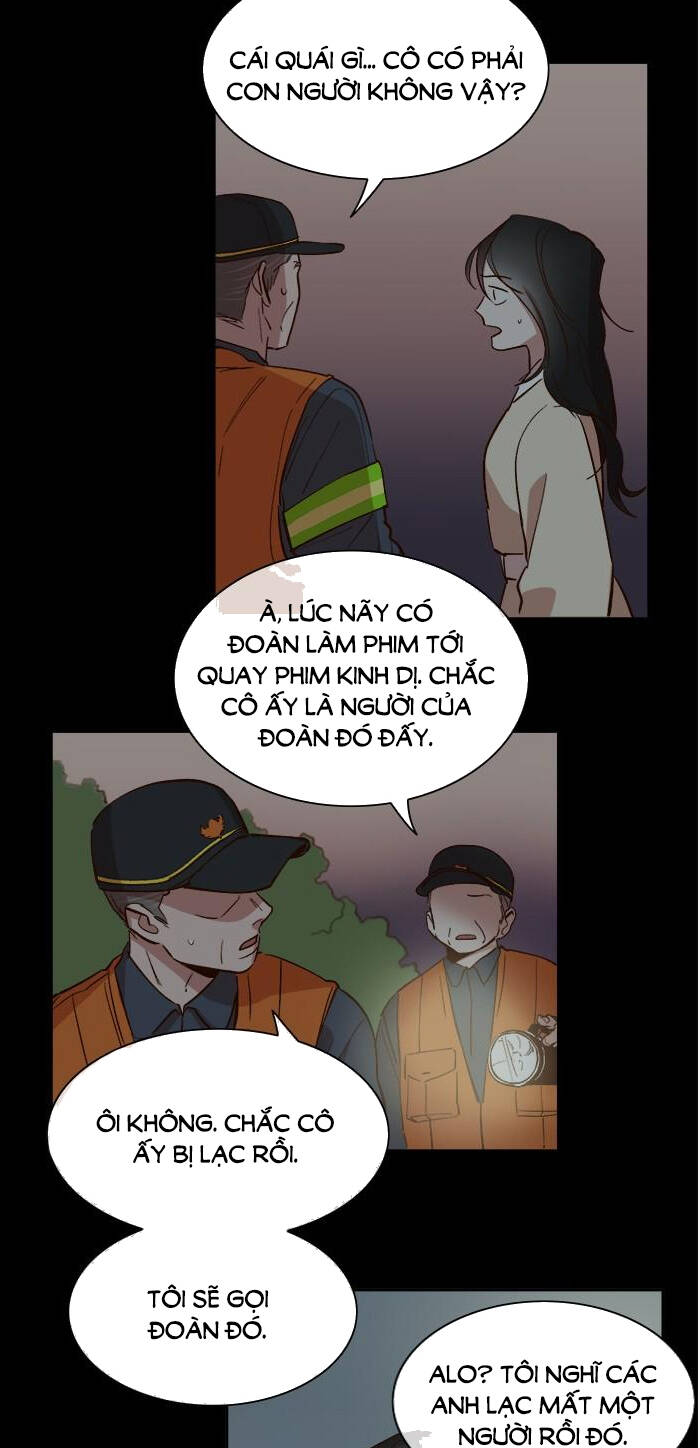 CÁI QUÁI GÌ... CÔ CÓ PHẢI
CON NGƯỜI KHÔNG VẬY?
À, LÚC NÃY CÓ
ĐOÀN LÀM PHIM TỚI
QUAY PHIM KINH DỊ. CHẮC
CÔ ẤY LÀ NGƯỜI CỦA
ĐOÀN ĐÓ ĐẤY.
ÔI KHÔNG. CHẮC CÔ
ẤY BỊ LẠC RỒI.
TÔI SẼ GỌI
ĐOÀN ĐÓ.
ALO? TÔI NGHĨ CÁC
ANH LẠC MẤT MỘT
NGƯỜI RỒI ĐÓ.